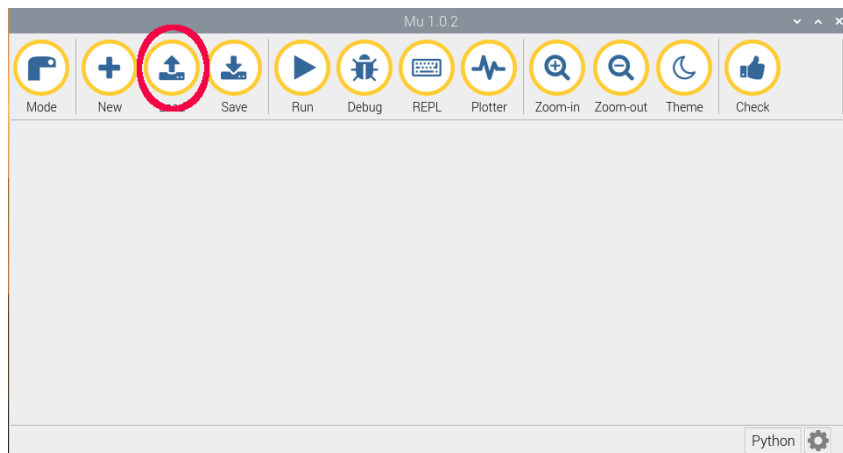 Mu 1.0.2
Mode New Save Run Debug REPL Plotter Zoom-in Zoom-out Theme Check
Python